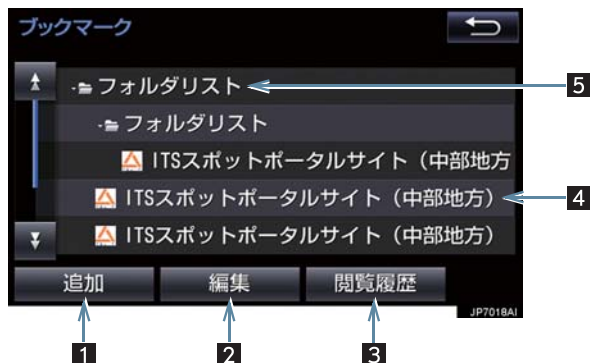 ブックマーク
フォルダリスト
5
フォルダリスト
ITSスポットポータルサイト（中部地方
ITSスポットポータルサイト（中部地方）
4
ITSスポットポータルサイト（中部地方）
追加 編集 閲覧履歴
JP7018AI
1 2 3